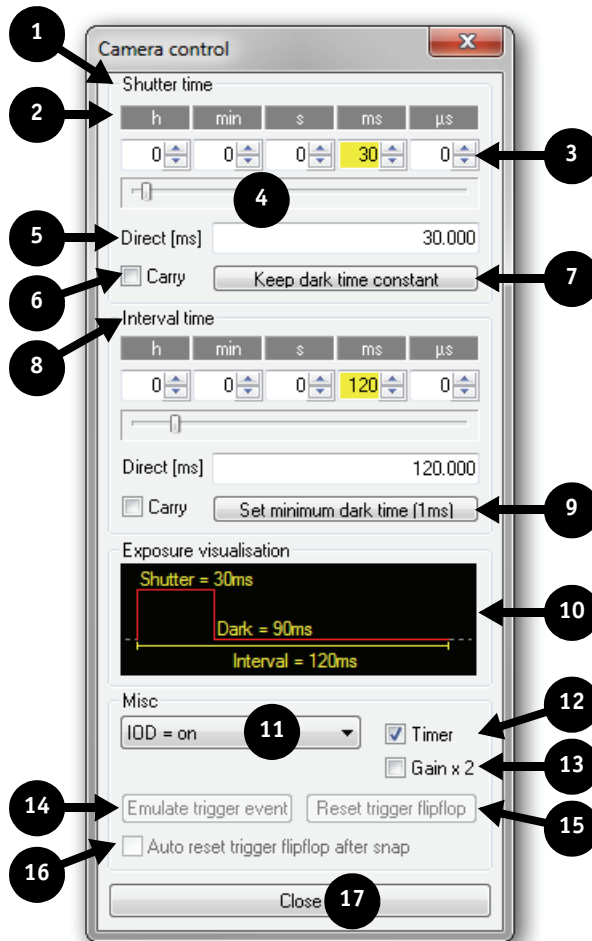 1
Camera control
x
Shutter time
2
h min s ms µs
0 0 0 30 0
3
4
5
Direct [ms] 30.000
6
Carry Keep dark time constant
7
Interval time
8
h min s ms µs
0 0 0 120 0
Direct [ms] 120.000
Carry Set minimum dark time (1ms)
9
Exposure visualisation
Shutter = 30ms
Dark = 90ms
Interval = 120ms
10
Misc
IOD = on
11
Timer
12
Gain x 2
13
14
Emulate trigger event Reset trigger flipflop
15
16
Auto reset trigger flipflop after snap
Close
17